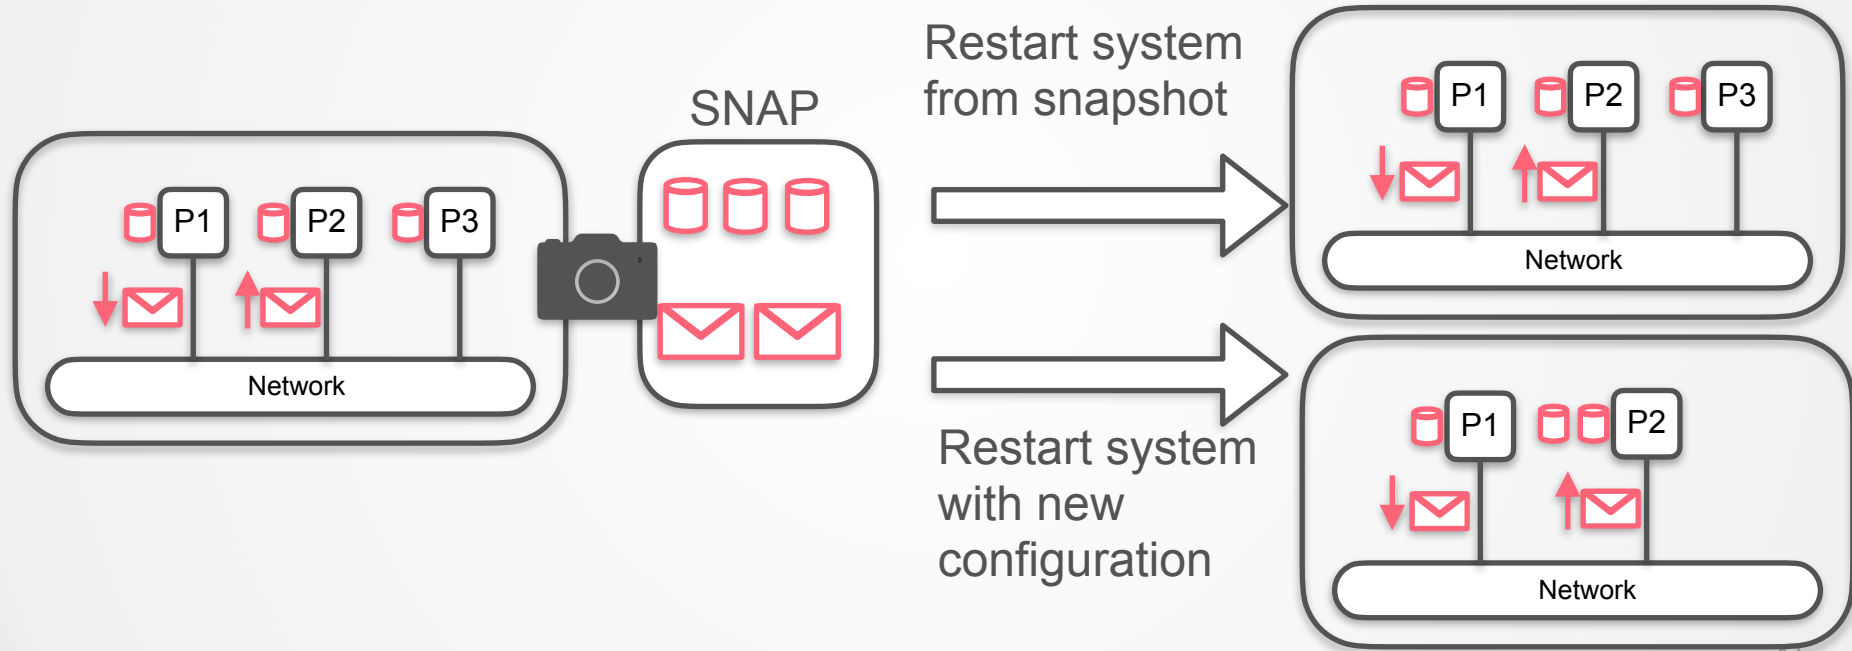 P1
P2
P3
Network
SNAP
Restart system
from snapshot
P1
P2
P3
Network
Restart system
with new
configuration
P1
P2
Network